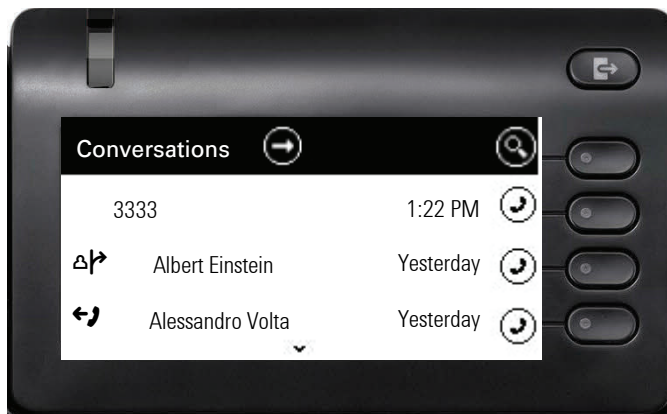 Conversations
3333 1:22 PM
Albert Einstein Yesterday
Alessandro Volta Yesterday